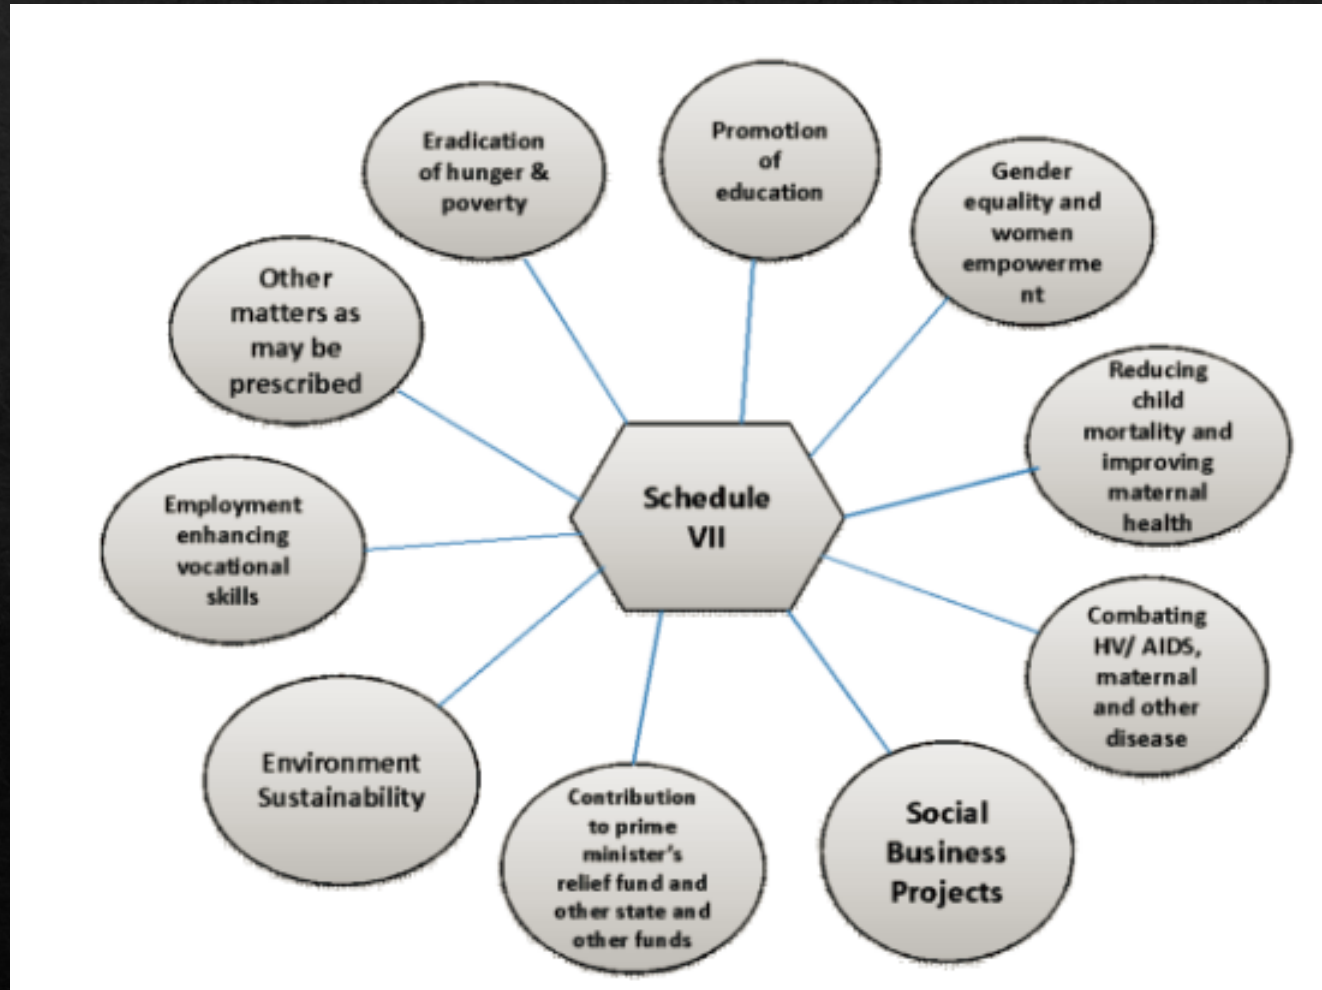 Eradication
of hunger &
poverty
Promotion
of
education
Gender
equality and
women
empowerme
nt
Other
matters as
may be
prescribed
Reducing
child
mortality and
improving
maternal
health
Schedule
VII
Employment
enhancing
vocational
skills
Combating
HV/ AIDS,
maternal
and other
disease
Environment
Sustainability
Contribution
to prime
minister's
relief fund and
other state and
other funds
Social
Business
Projects